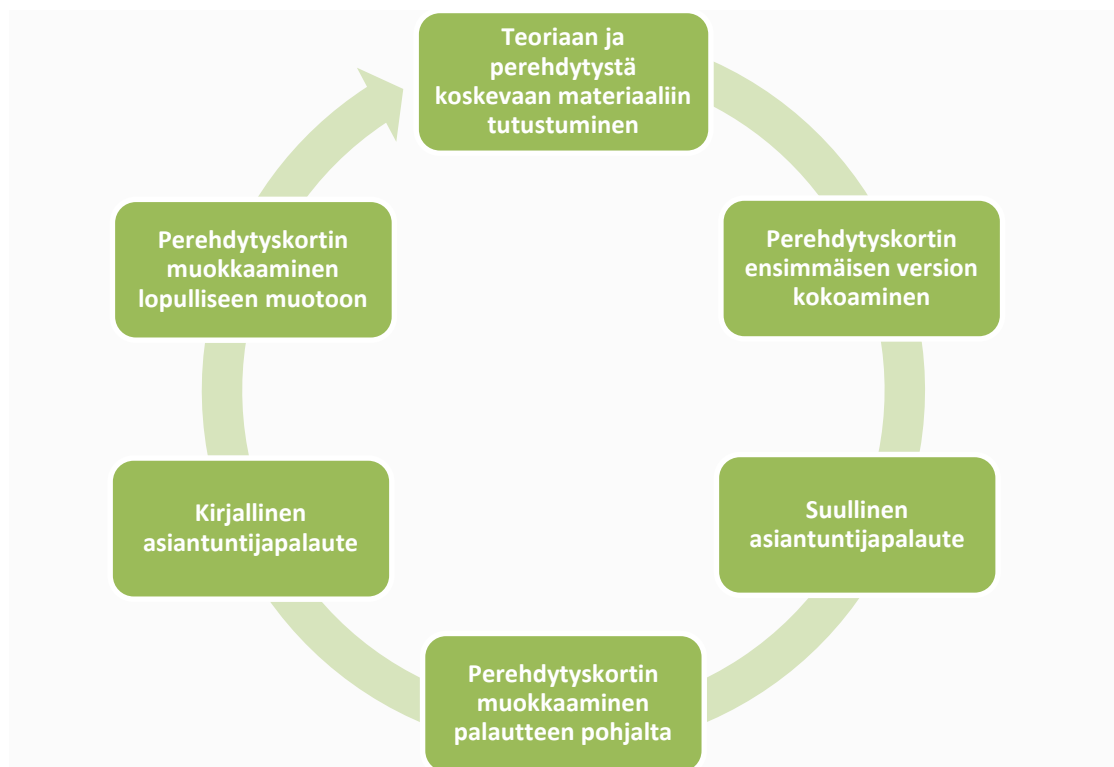 Teoriaan ja
perehdytystä
koskevaan materiaaliin
tutustuminen
Perehdytyskortin
ensimmäisen version
kokoaminen
Suullinen
asiantuntijapalaute
Perehdytyskortin
muokkaaminen
palautteen pohjalta
Kirjallinen
asiantuntijapalaute
Perehdytyskortin
muokkaaminen
lopulliseen muotoon